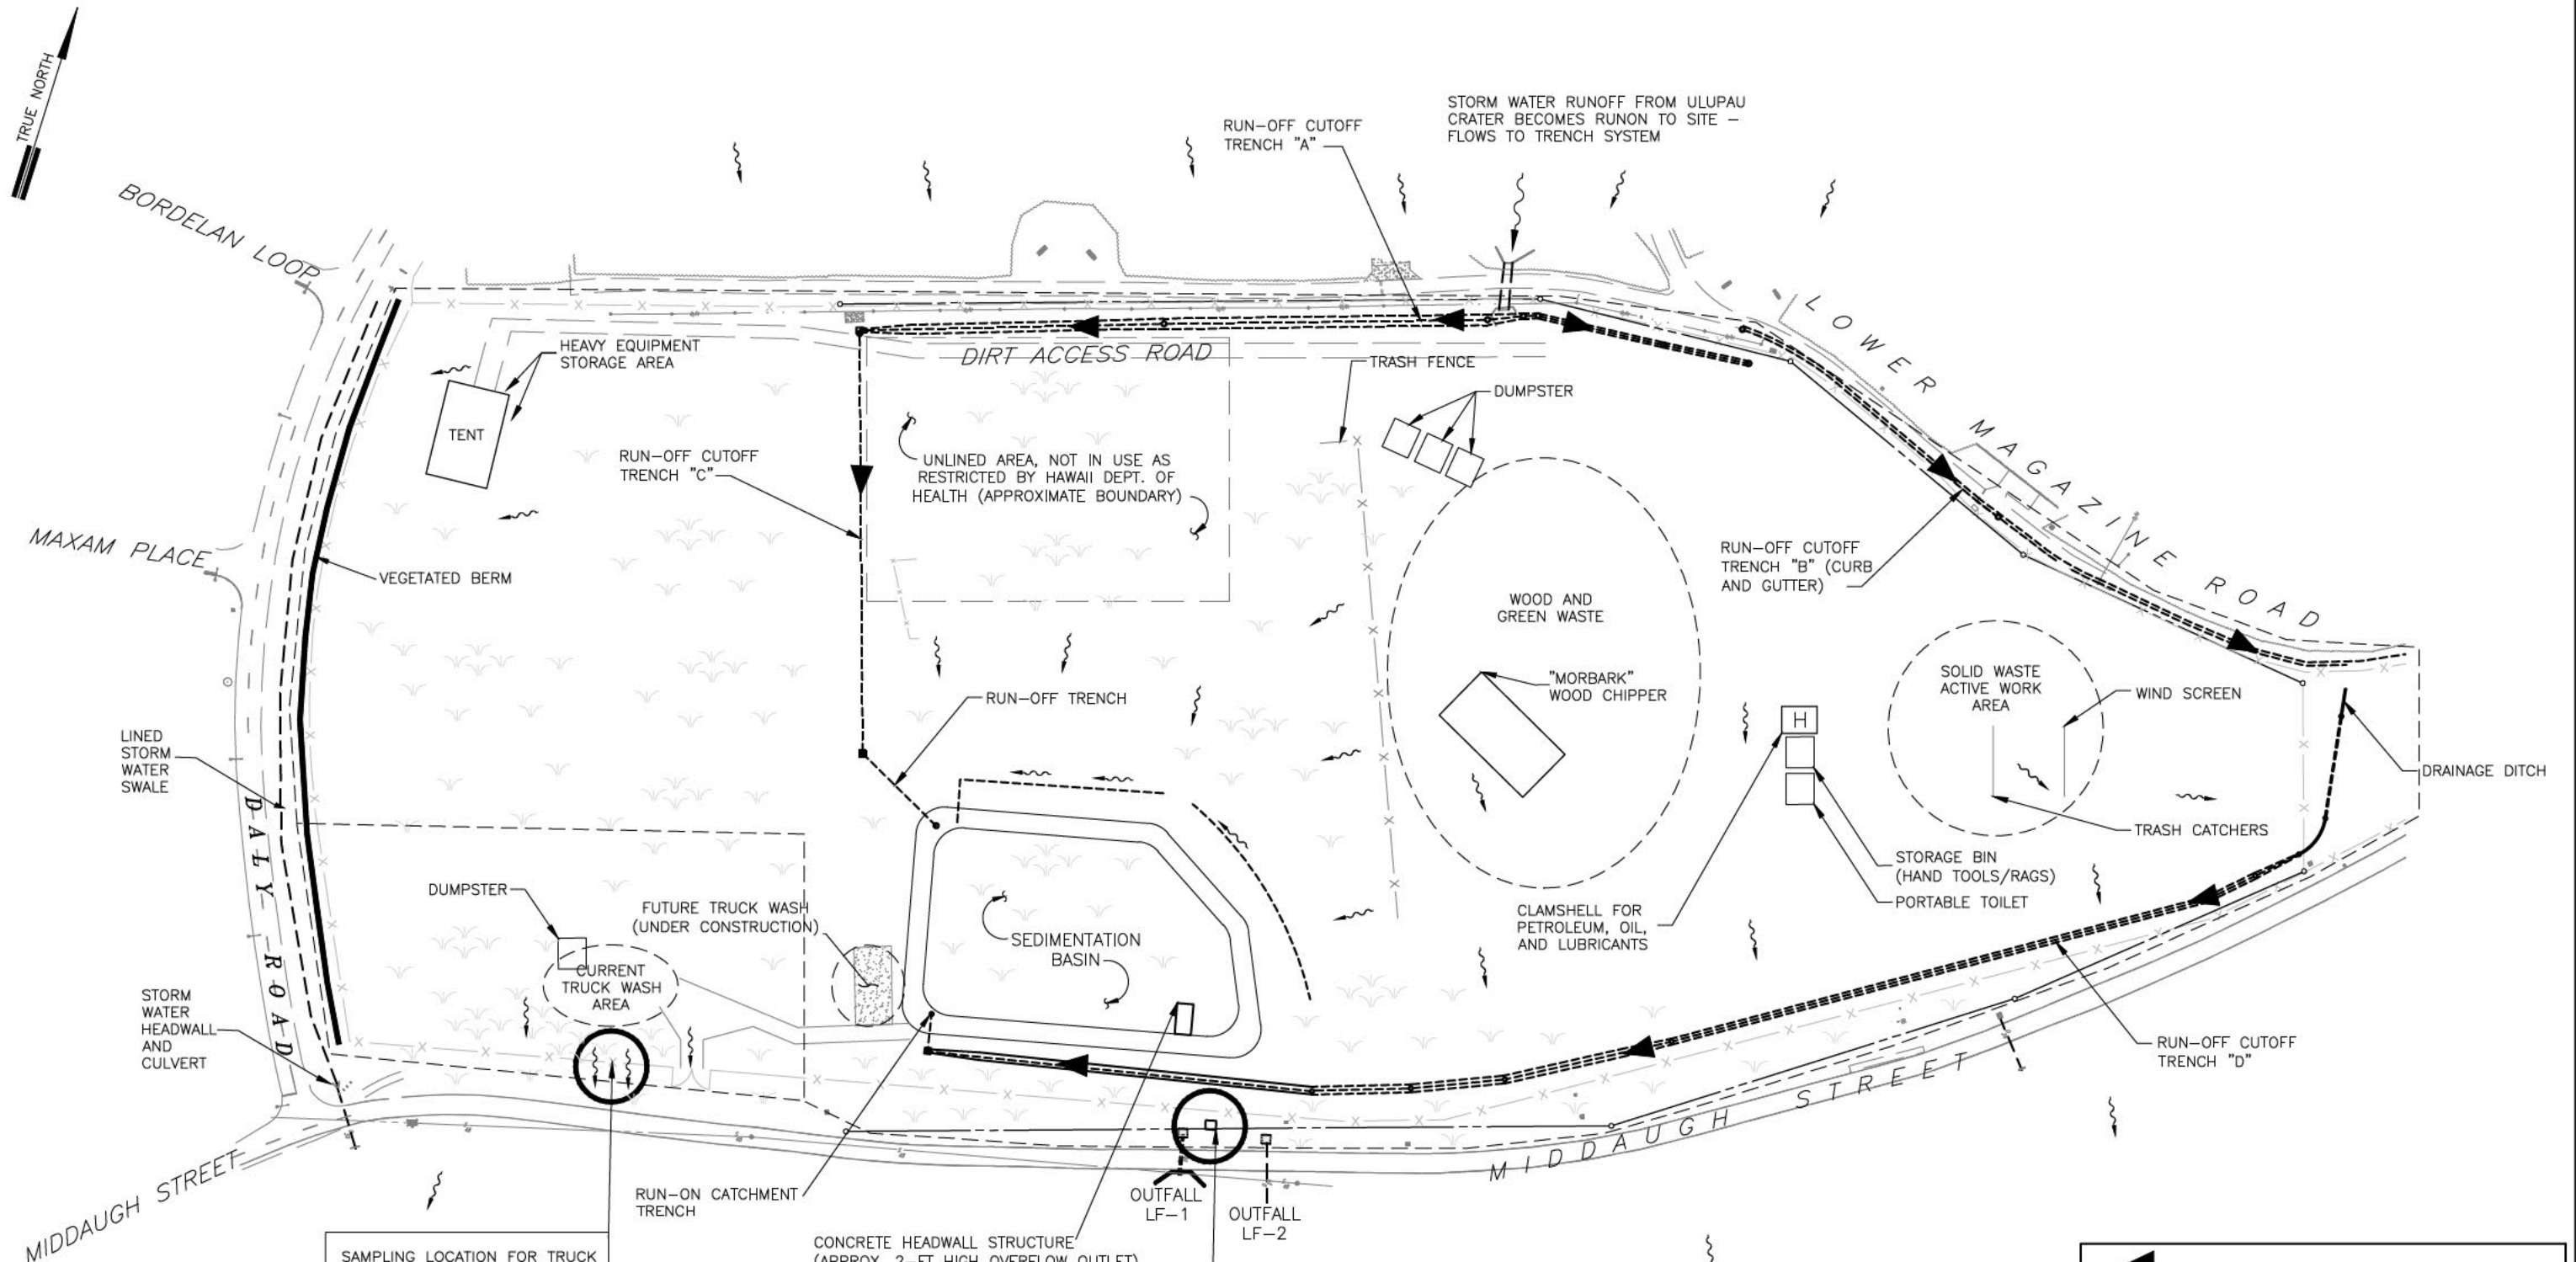 TRUE NORTH
STORM WATER RUNOFF FROM ULUPAU
CRATER BECOMES RUNON TO SITE –
FLOWS TO TRENCH SYSTEM
RUN-OFF CUTOFF
TRENCH "A"
BORDELAN LOOP
LOWER MAGAZINE ROAD
HEAVY EQUIPMENT
STORAGE AREA
DIRT ACCESS ROAD
TRASH FENCE
DUMPSTER
TENT
RUN-OFF CUTOFF
TRENCH "C"
UNLINED AREA, NOT IN USE AS
RESTRICTED BY HAWAII DEPT. OF
HEALTH (APPROXIMATE BOUNDARY)
MAXAM PLACE
VEGETATED BERM
RUN-OFF CUTOFF
TRENCH "B" (CURB
AND GUTTER)
WOOD AND
GREEN WASTE
"MORBARK"
WOOD CHIPPER
SOLID WASTE
ACTIVE WORK
AREA
WIND SCREEN
RUN-OFF TRENCH
H
LINED
STORM
WATER
SWALE
DRAINAGE DITCH
TRASH CATCHERS
DALY ROAD
STORAGE BIN
(HAND TOOLS/RAGS)
PORTABLE TOILET
DUMPSTER
FUTURE TRUCK WASH
(UNDER CONSTRUCTION)
CLAMSHELL FOR
PETROLEUM, OIL,
AND LUBRICANTS
SEDIMENTATION
BASIN
CURRENT
TRUCK WASH
AREA
STORM
WATER
HEADWALL
AND
CULVERT
RUN-OFF CUTOFF
TRENCH "D"
MIDDAUGH STREET
MIDDAUGH STREET
RUN-ON CATCHMENT
TRENCH
OUTFALL
LF-1
OUTFALL
LF-2
SAMPLING LOCATION FOR TRUCK
CONCRETE HEADWALL STRUCTURE
(APPROX. 2-FT HIGH OVERFLOW OUTLET)